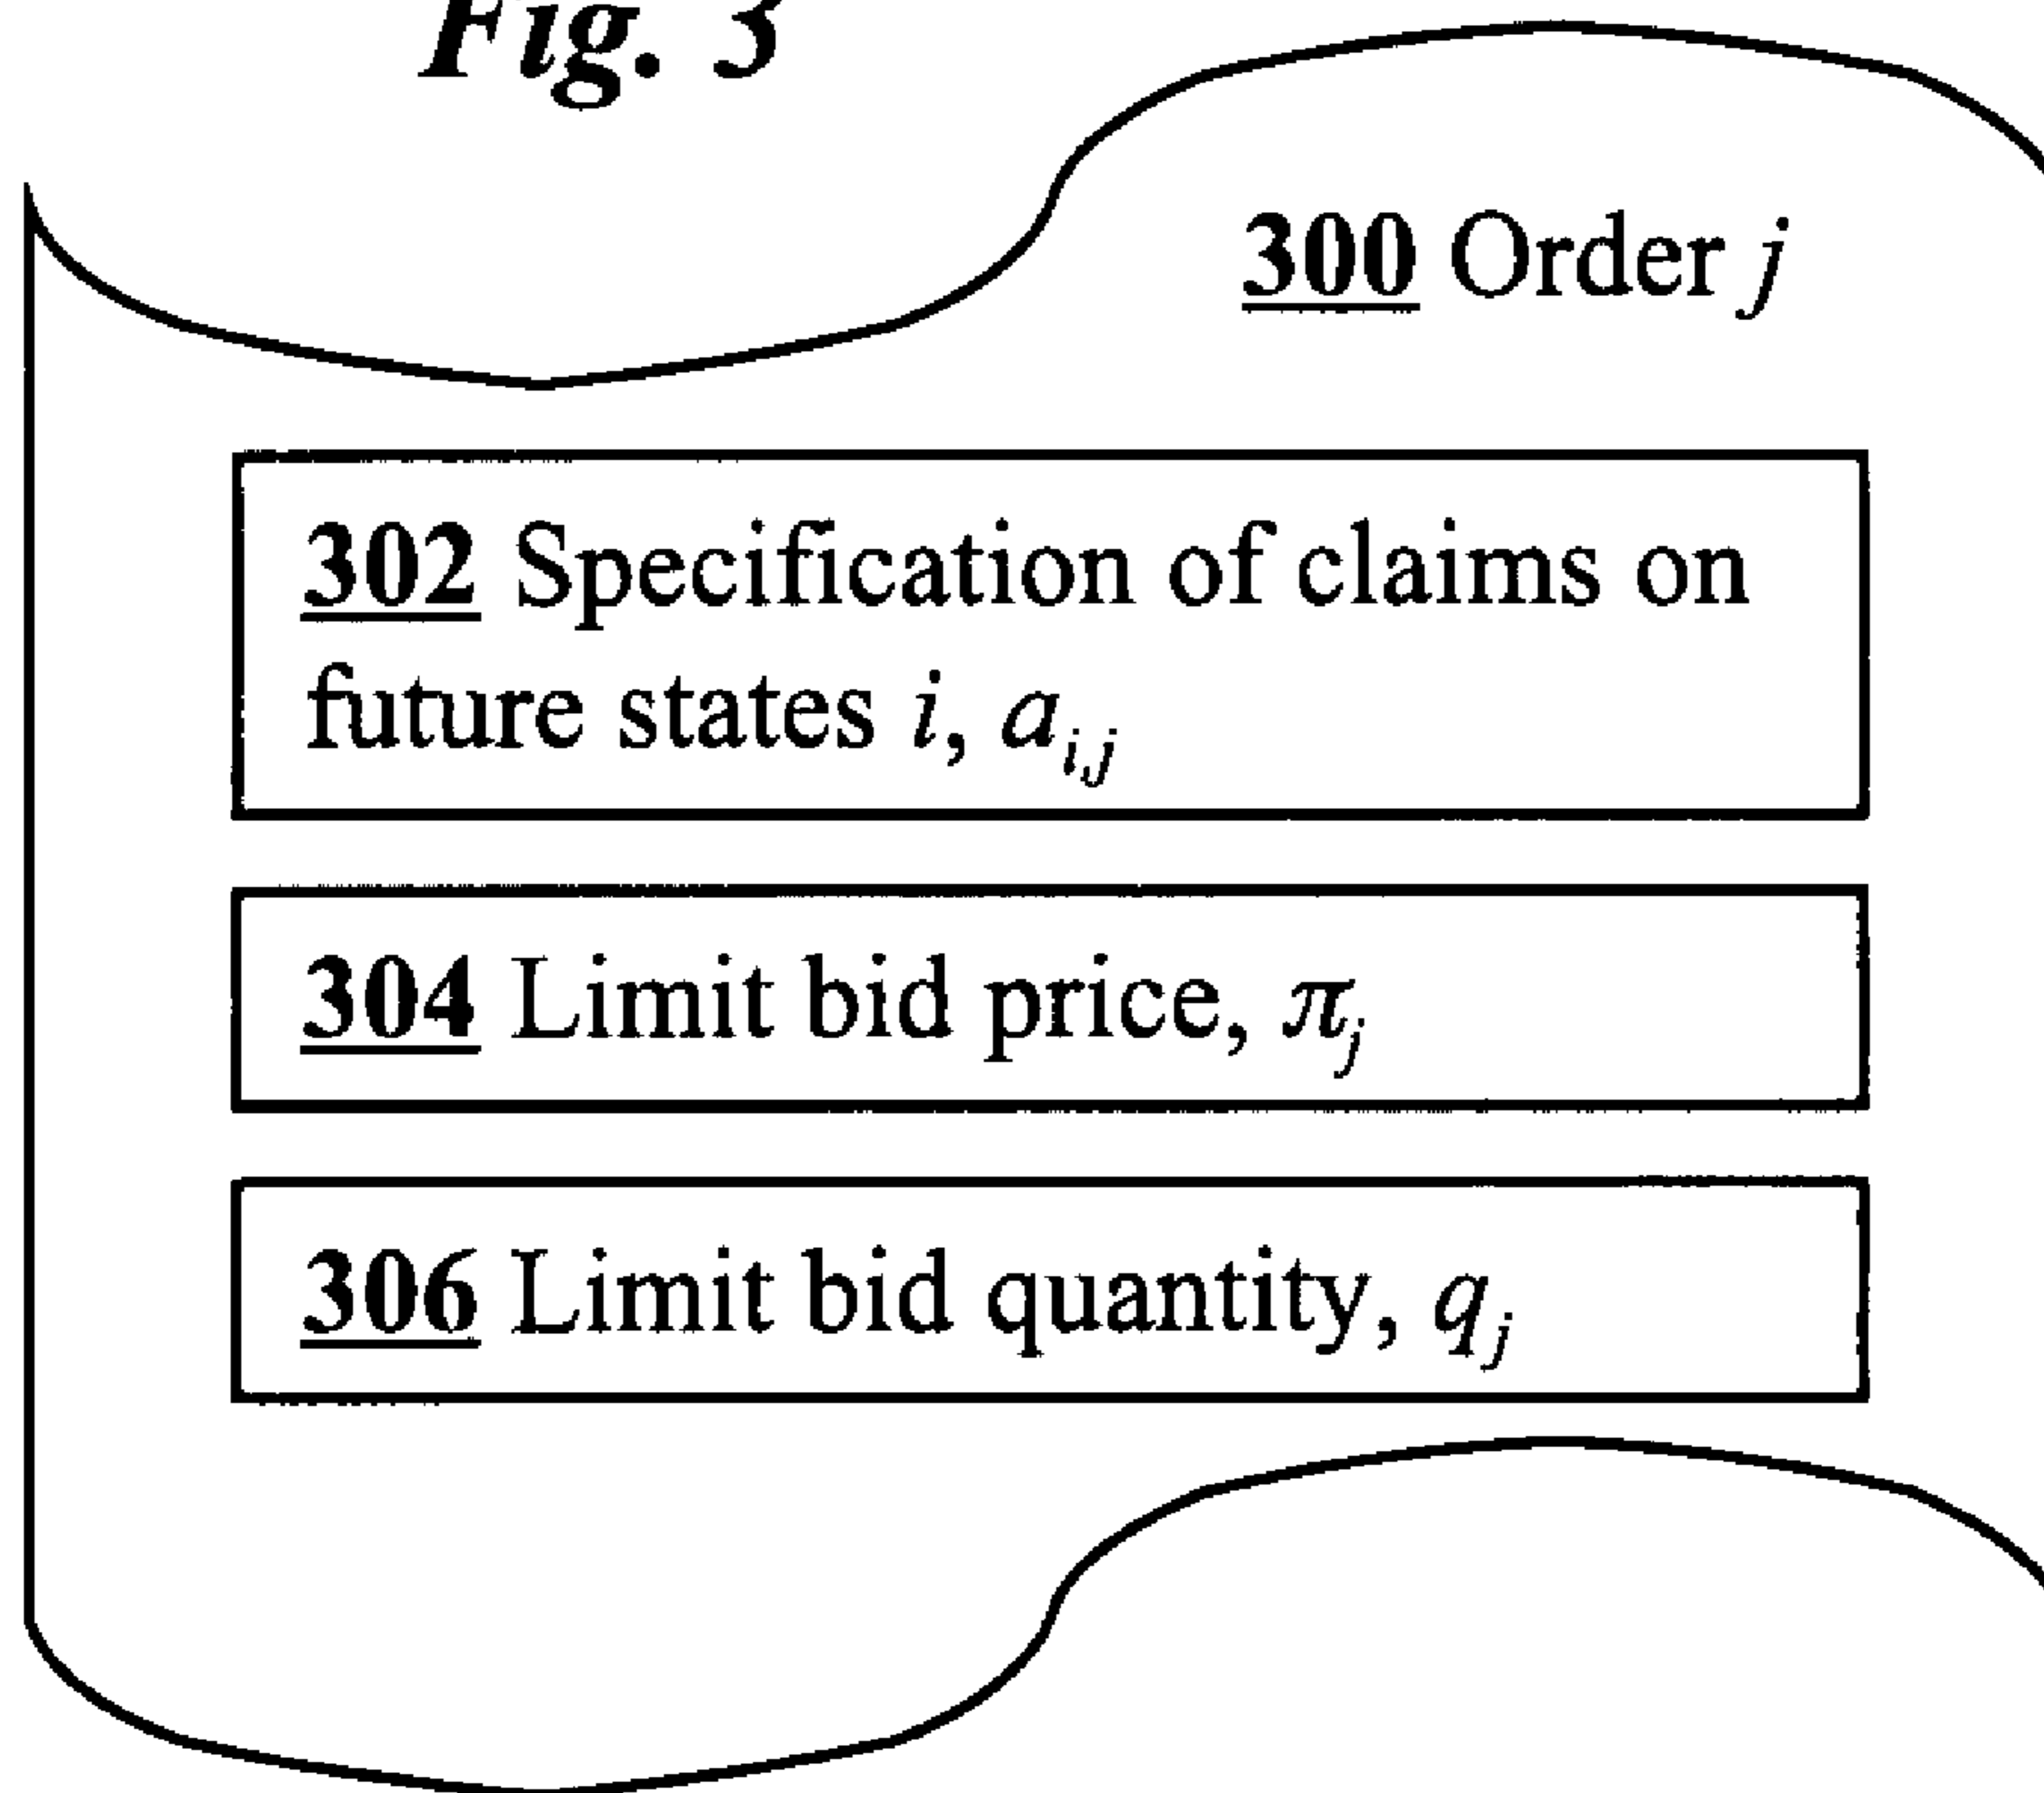 Fig. 3
300 Order j
302 Specification of claims on
future states i, a_{i,j}
304 Limit bid price, π_j
306 Limit bid quantity, q_j